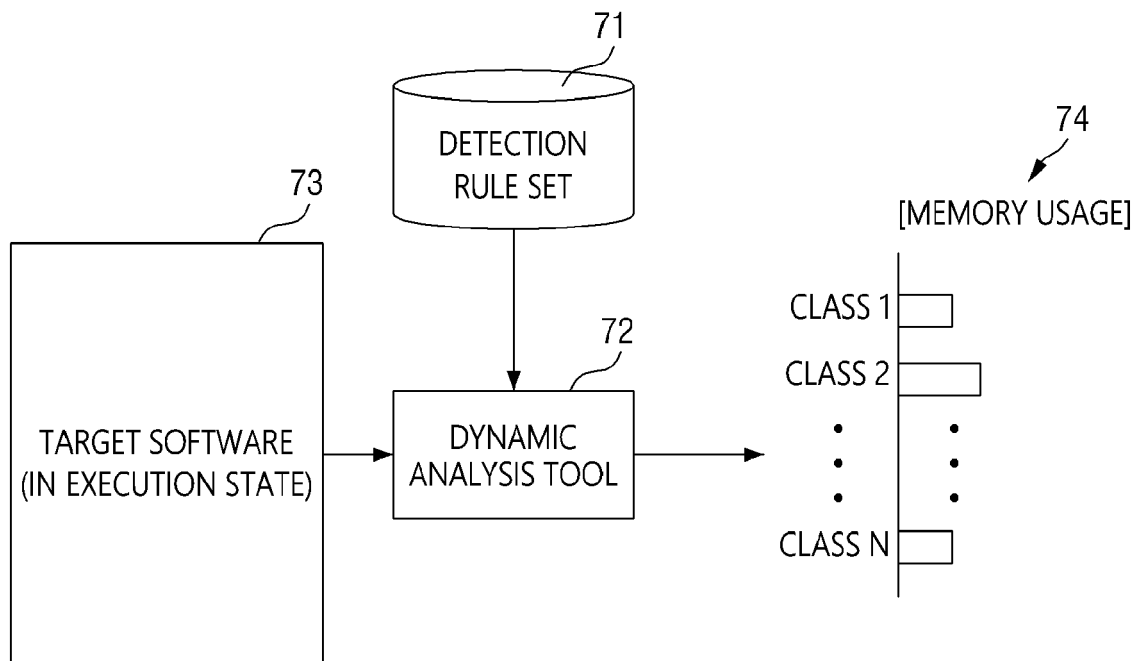 71
DETECTION
RULE SET
74
[MEMORY USAGE]
73
CLASS 1
72
CLASS 2
TARGET SOFTWARE
(IN EXECUTION STATE)
DYNAMIC
ANALYSIS TOOL
CLASS N